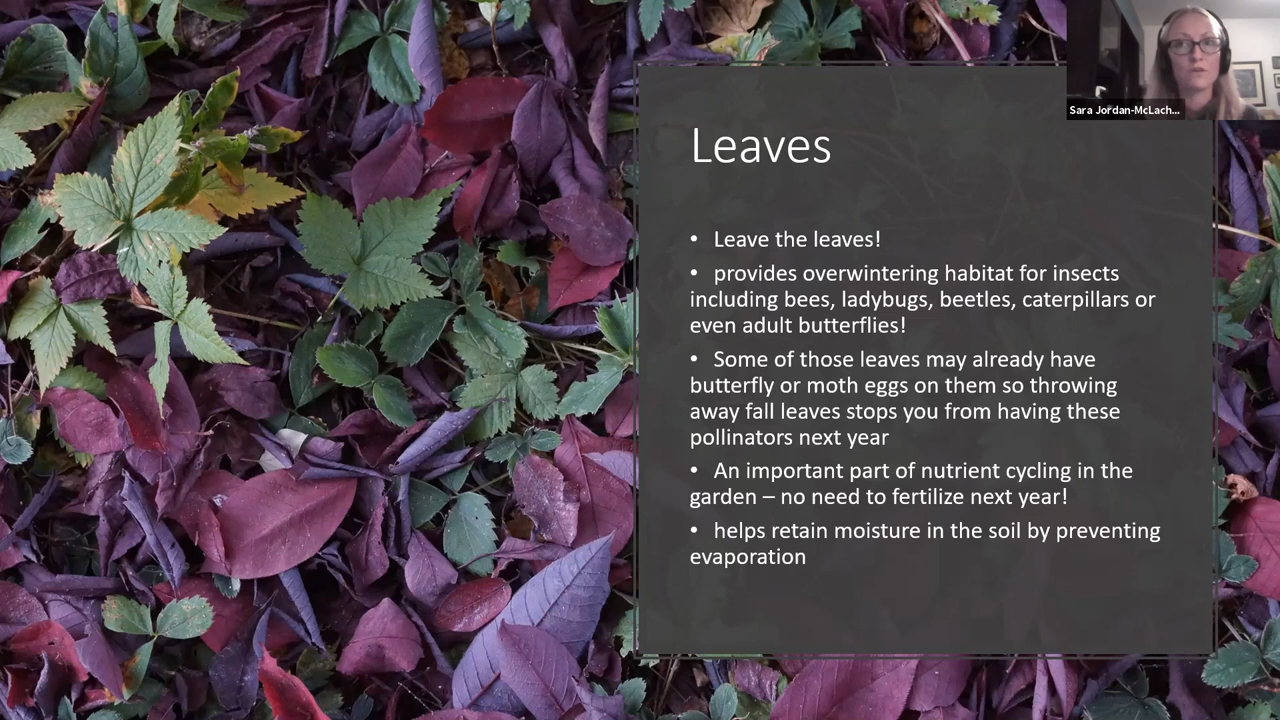 Sara Jordan-McLach...
Leaves
• Leave the leaves!
• provides overwintering habitat for insects
including bees, ladybugs, beetles, caterpillars or
even adult butterflies!
• Some of those leaves may already have
butterfly or moth eggs on them so throwing
away fall leaves stops you from having these
pollinators next year
• An important part of nutrient cycling in the
garden – no need to fertilize next year!
• helps retain moisture in the soil by preventing
evaporation